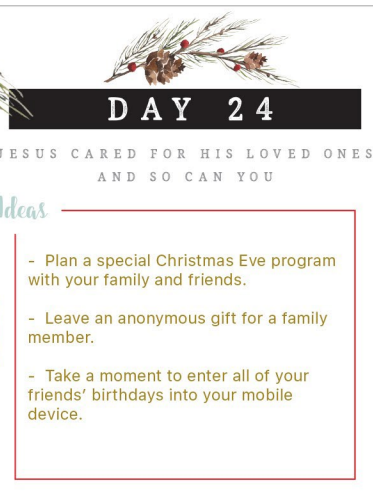 DAY 24
JESUS CARED FOR HIS LOVED ONES
AND SO CAN YOU
Ideas
- Plan a special Christmas Eve program
with your family and friends.
- Leave an anonymous gift for a family
member.
- Take a moment to enter all of your
friends’ birthdays into your mobile
device.